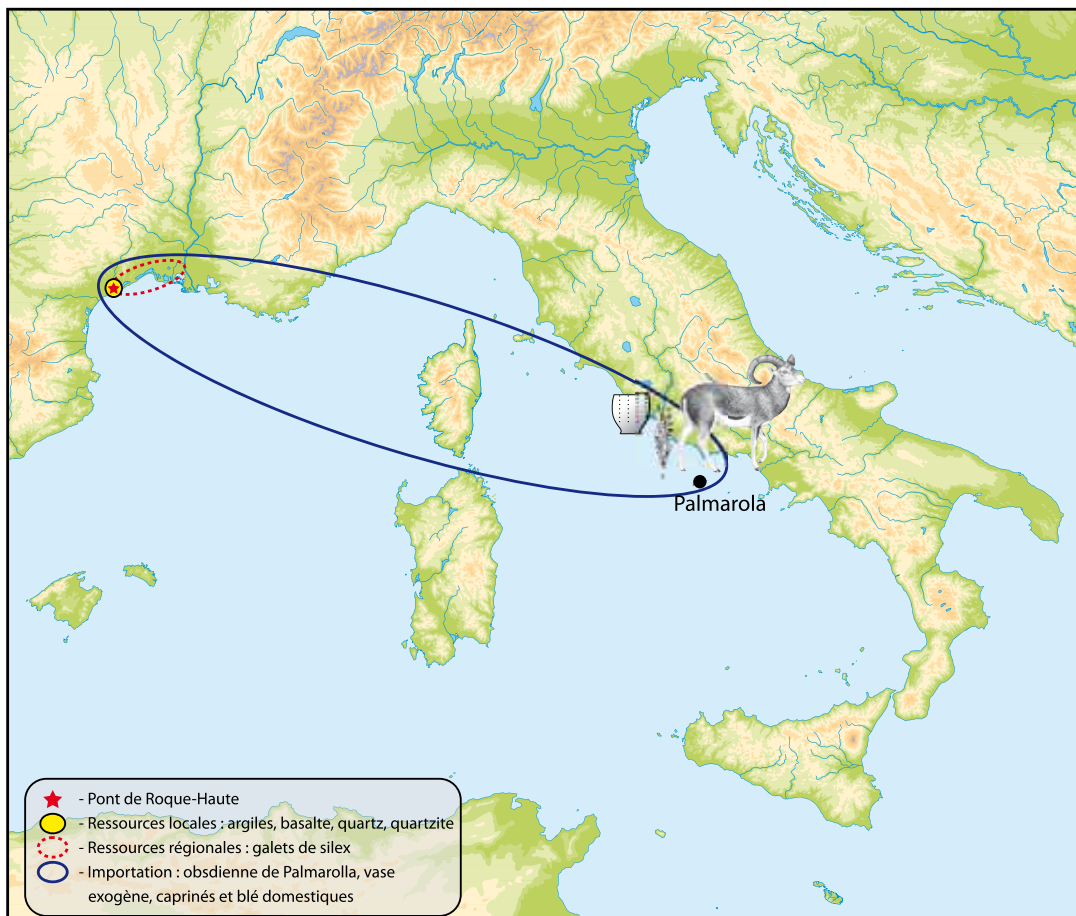 Palmarola
- Pont de Roque-Haute
- Ressources locales : argiles, basalte, quartz, quartzite
- Ressources régionales : galets de silex
- Importation : obsdienne de Palmarolla, vase
exogène, caprinés et blé domestiques